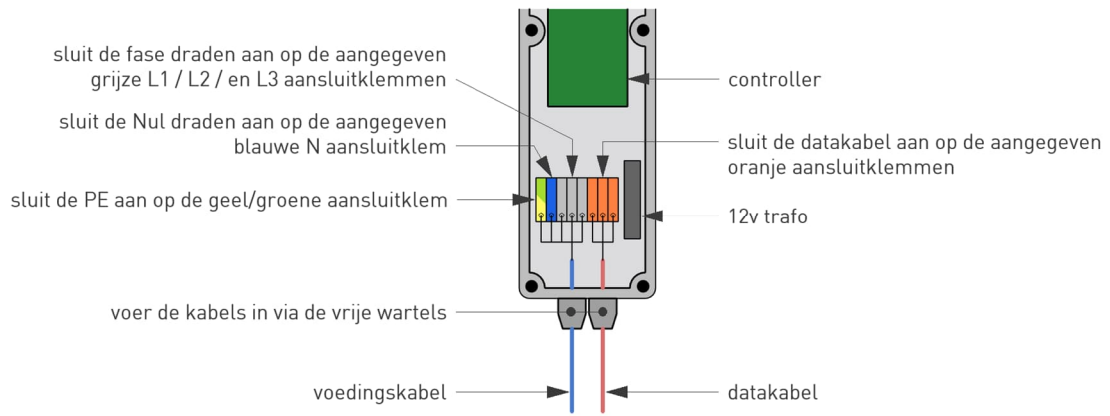 sluit de fase draden aan op de aangegeven
grijze L1 / L2 / en L3 aansluitklemmen
sluit de Nul draden aan op de aangegeven
blauwe N aansluitklem
sluit de PE aan op de geel/groene aansluitklem
voer de kabels in via de vrije wartels
voedingskabel
controller
sluit de datakabel aan op de aangegeven
oranje aansluitklemmen
12v trafo
datakabel